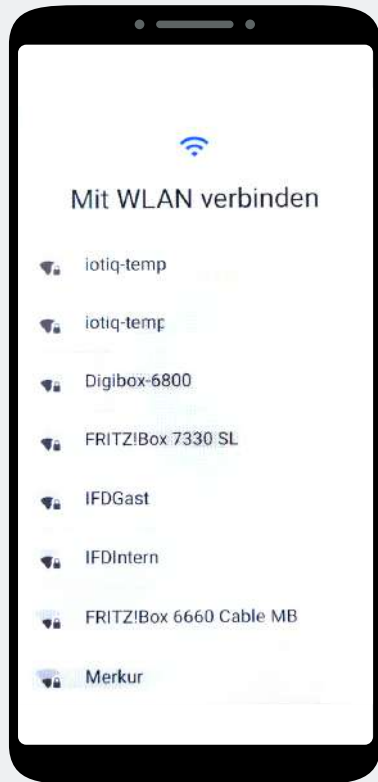 Mit WLAN verbinden
iotiq-temp
iotiq-temp
Digibox-6800
FRITZ!Box 7330 SL
IFDGast
IFDIntern
FRITZ!Box 6660 Cable MB
Merkur